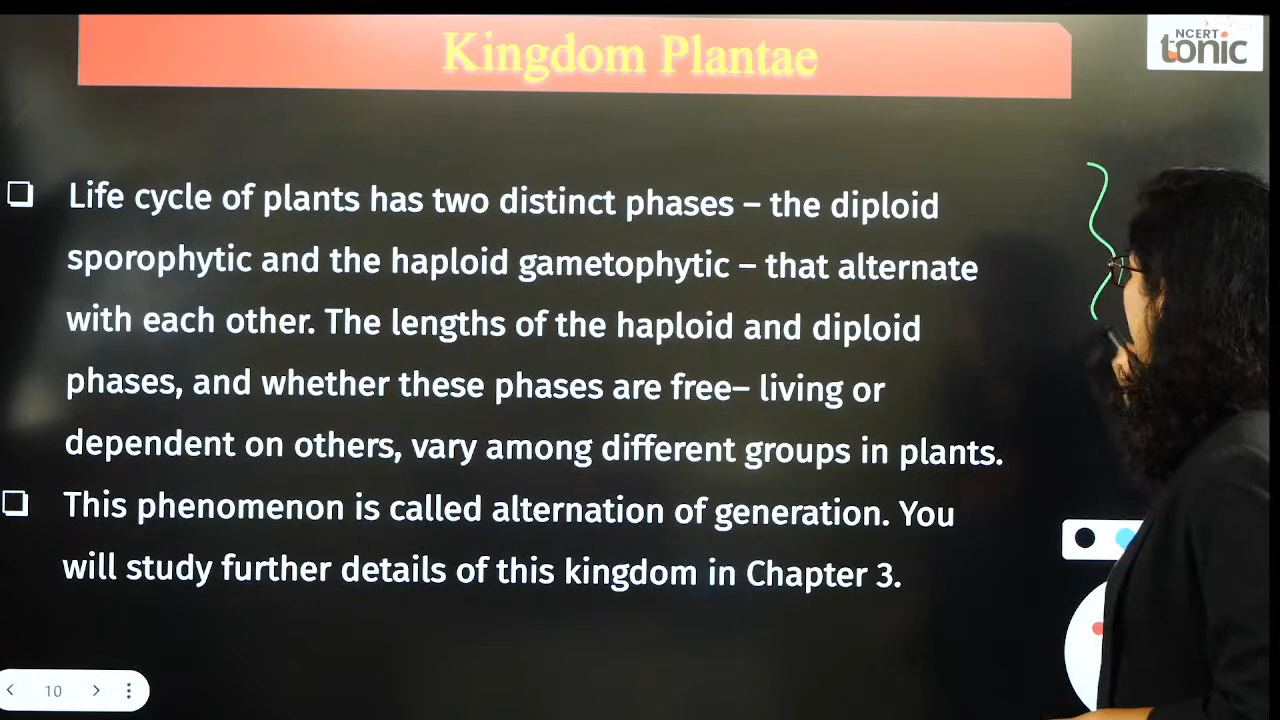 Kingdom Plantae
NCERT
tonic
Life cycle of plants has two distinct phases – the diploid
sporophytic and the haploid gametophytic – that alternate
with each other. The lengths of the haploid and diploid
phases, and whether these phases are free– living or
dependent on others, vary among different groups in plants.
This phenomenon is called alternation of generation. You
will study further details of this kingdom in Chapter 3.
10